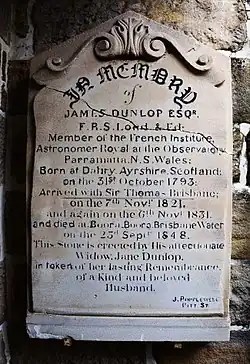 IN MEMORY
of
JAMES DUNLOP ESQR.
F.R.S. Lond & Ed:
Member of the French Institute,
Astronomer Royal at the Observatory
Parramatta, N.S. Wales;
Born at Dalry, Ayrshire, Scotland;
on the 31st October 1793;
Arrived with Sir Thomas Brisbane;
on the 7th Novr. 1821,
and again on the 6th Novr. 1831.
and died at Boora, Boora, Brisbane Water
on the 23rd Septr. 1848.
This Stone is erected by His affectionate
Widow, Jane Dunlop,
in token of her lasting Remembrance,
of a Kind and beloved
Husband.
J. Popplewell
Pitt St.